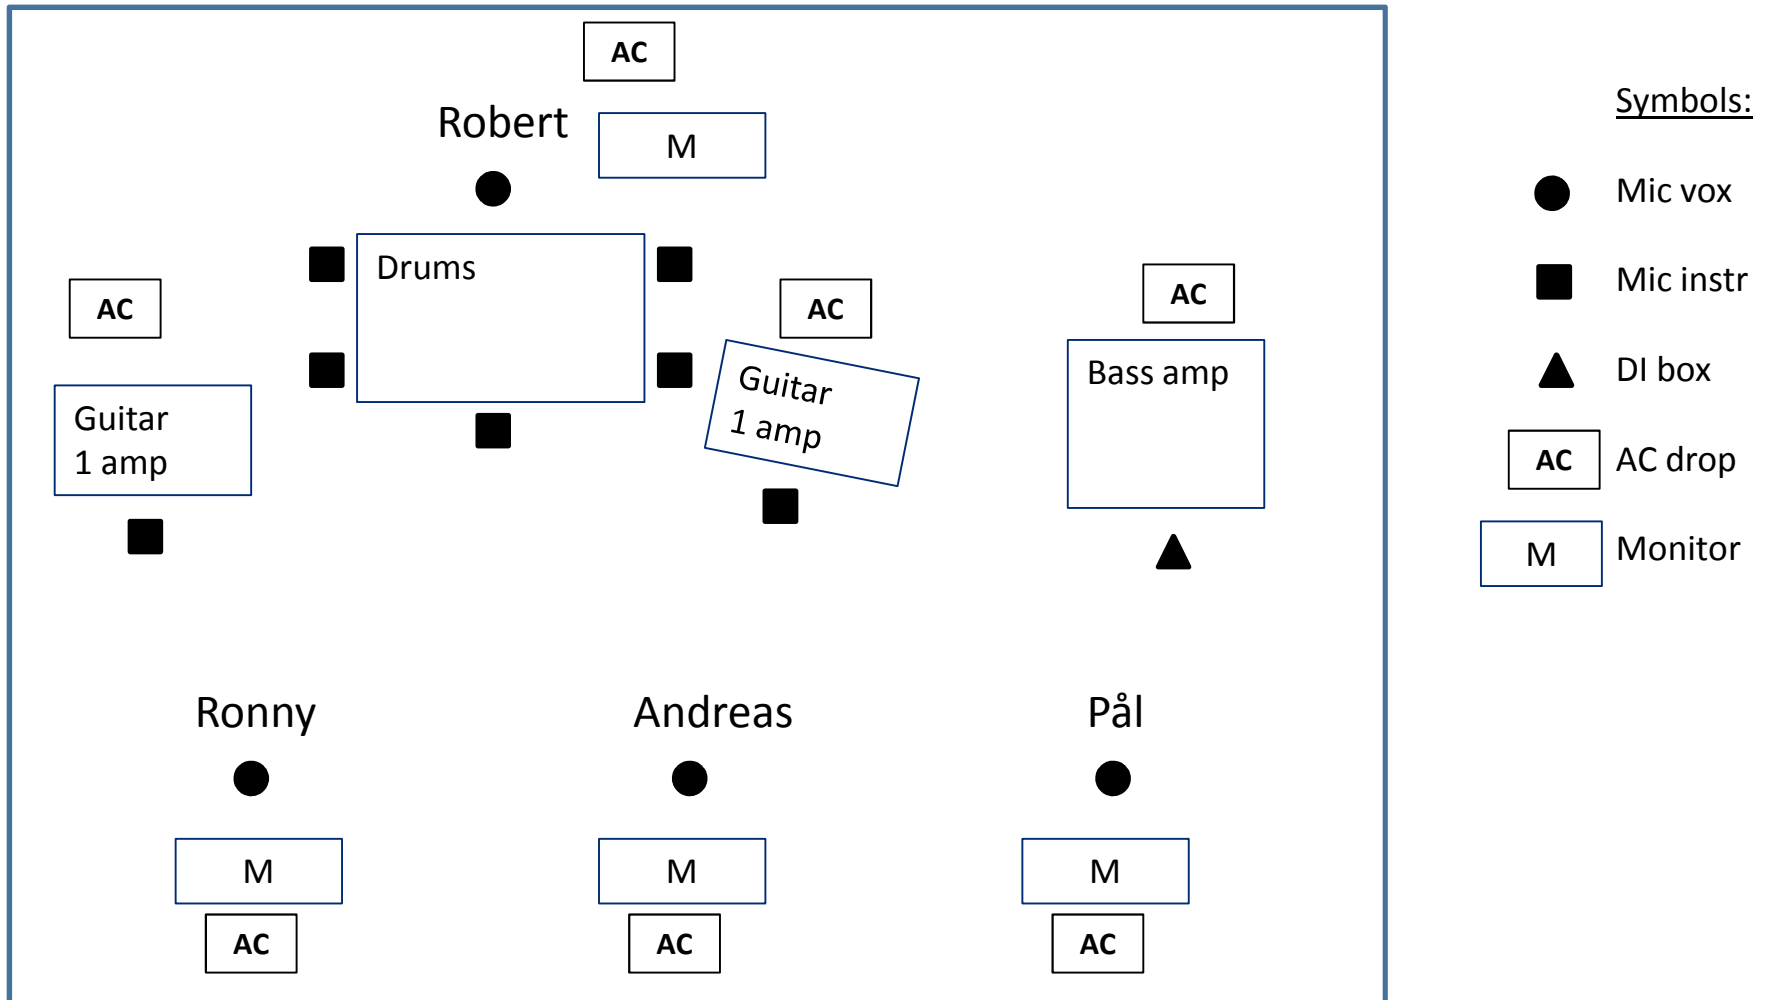 AC
Robert
M
Drums
AC
AC
AC
Guitar
1 amp
Guitar
1 amp
Bass amp
Ronny
Andreas
Pål
M
M
M
AC
AC
AC
Symbols:
Mic vox
Mic instr
DI box
AC AC drop
M Monitor